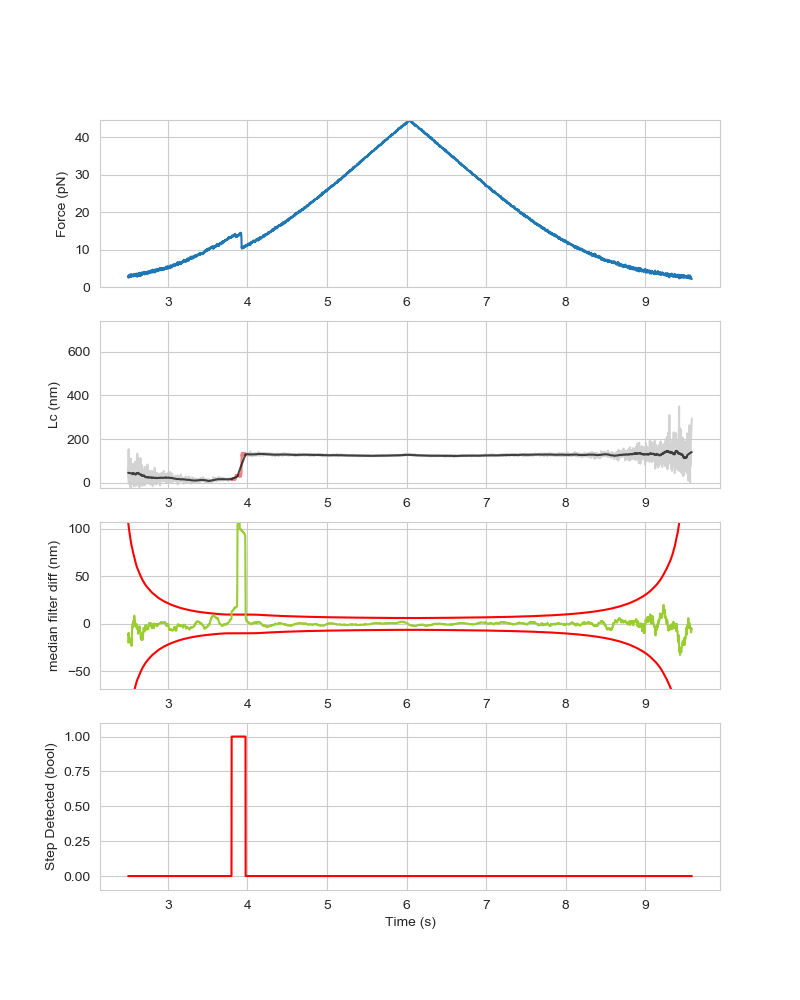 40
30
20
10
0
Force (pN)
3 4 5 6 7 8 9
600
400
200
0
Lc (nm)
3 4 5 6 7 8 9
100
50
0
−50
median filter diff (nm)
3 4 5 6 7 8 9
1.00
0.75
0.50
0.25
0.00
Step Detected (bool)
3 4 5 6 7 8 9
Time (s)